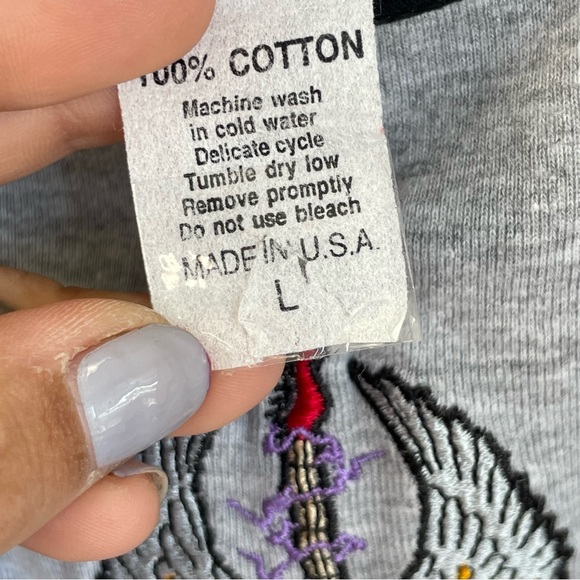 100% COTTON
Machine wash
in cold water
Delicate cycle
Tumble dry low
Remove promptly
Do not use bleach
MADE IN U.S.A.
L